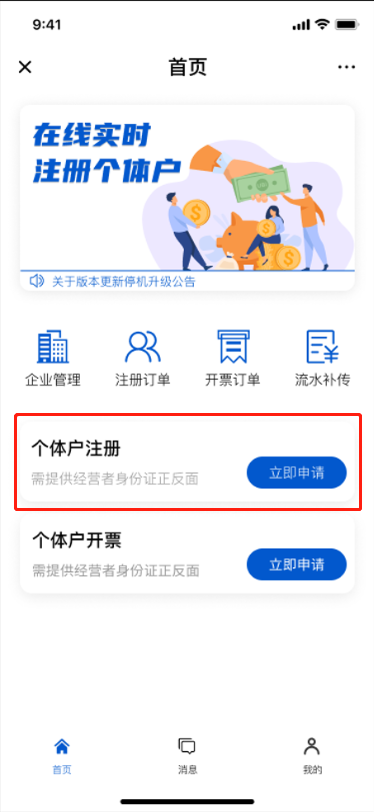 9:41
首页
在线实时
注册个体户
关于版本更新停机升级公告
企业管理 注册订单 开票订单 流水补传
个体户注册
需提供经营者身份证正反面
立即申请
个体户开票
需提供经营者身份证正反面
立即申请
首页 消息 我的